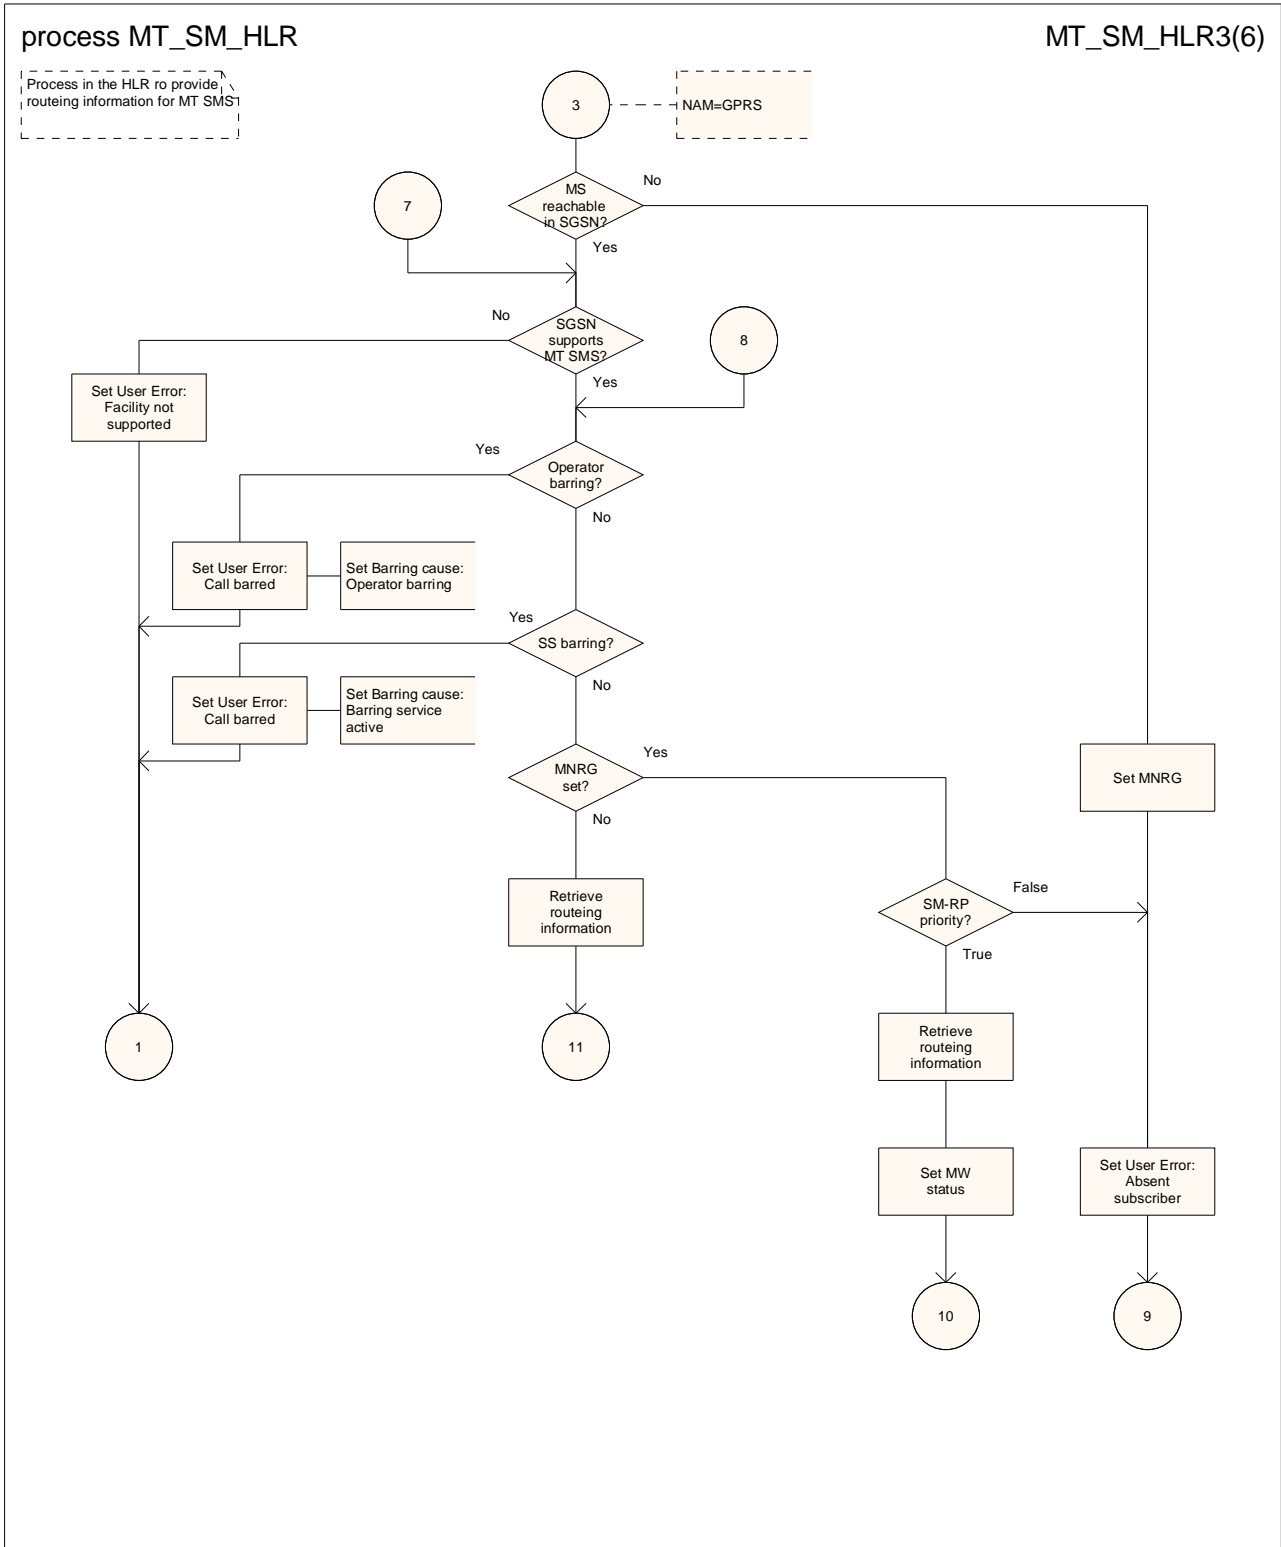 process MT_SM_HLR
MT_SM_HLR3(6)
Process in the HLR ro provide
routeing information for MT SMS
3
NAM=GPRS
MS
reachable
in SGSN?
No
Yes
7
SGSN
supports
MT SMS?
No
Yes
8
Set User Error:
Facility not
supported
Operator
barring?
Yes
No
Set User Error:
Call barred
Set Barring cause:
Operator barring
SS barring?
Yes
No
Set User Error:
Call barred
Set Barring cause:
Barring service
active
MNRG
set?
Yes
No
Set MNRG
Retrieve
routeing
information
SM-RP
priority?
False
True
1
11
Retrieve
routeing
information
Set MW
status
Set User Error:
Absent
subscriber
10
9